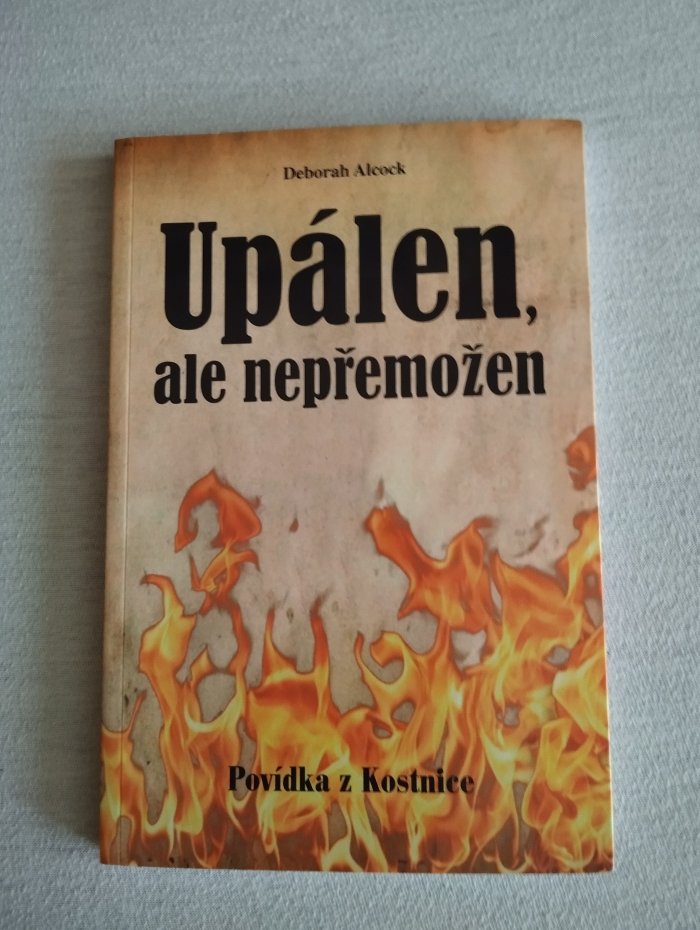 Deborah Alcock
Upálen,
ale nepřemožen
Povídka z Kostnice